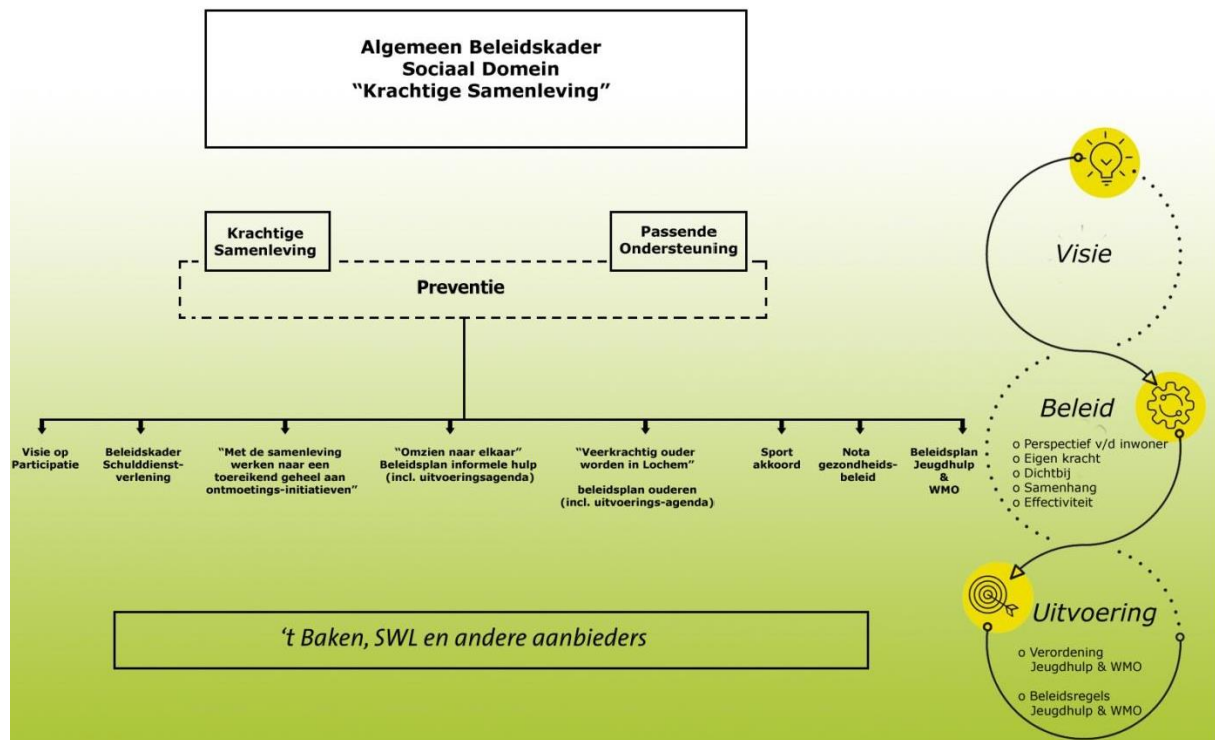 Algemeen Beleidskader
Sociaal Domein
“Krachtige Samenleving”
Krachtige
Samenleving
Passende
Ondersteuning
Preventie
Visie op
Participatie
Beleidskader
Schulddienst-
verlening
“Met de samenleving
werken naar een
toereikend geheel aan
ontmoetings-initiatieven”
“Omzien naar elkaar”
Beleidsplan informele hulp
(incl. uitvoeringsagenda)
“Veerkrachtig ouder
worden in Lochem”
beleidsplan ouderen
(incl. uitvoerings-agenda)
Sport
akkoord
Nota
gezondheids-
beleid
Beleidsplan
Jeugdhulp
&
WMO
‘t Baken, SWL en andere aanbieders
Visie
Beleid
o Perspectief v/d inwoner
o Eigen kracht
o Dichtbij
o Samenhang
o Effectiviteit
Uitvoering
o Verordening
Jeugdhulp & WMO
o Beleidsregels
Jeugdhulp & WMO